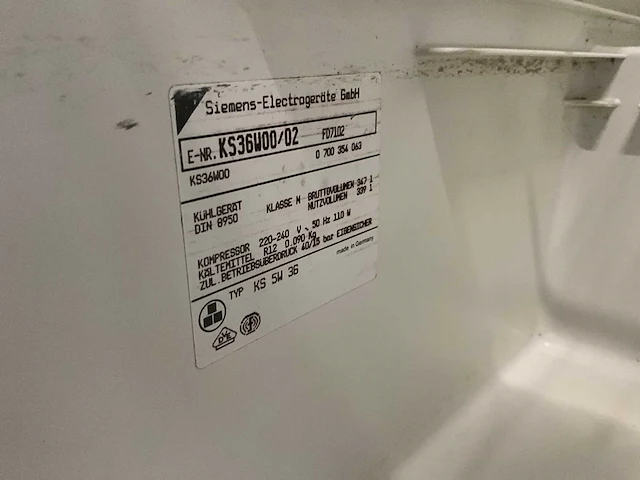 Siemens-Electrogeräte GmbH
E-NR. KS36W00/02 FD7102
KS36W00 0 700 354 063
KÜHLGERÄT KLASSE N BRUTTOVOLUMEN 347 l
DIN 8950 NUTZVOLUMEN 339 l
KOMPRESSOR 220-240 V ~ 50 Hz 110 W
KÄLTEMITTEL R12 0.090 Kg
ZUL.BETRIEBSÜBERDRUCK 40/15 bar EIGENSICHER
made in Germany
TYP KS 5W 36
DVE